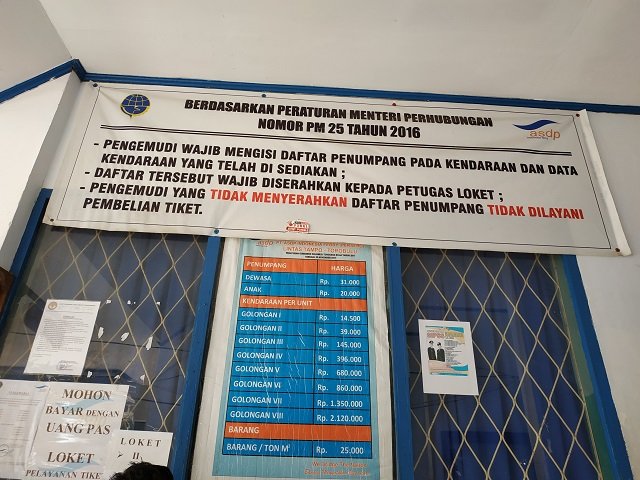 BERDASARKAN PERATURAN MENTERI PERHUBUNGAN
NOMOR PM 25 TAHUN 2016
asdp
- PENGEMUDI WAJIB MENGISI DAFTAR PENUMPANG PADA KENDARAAN DAN DATA
KENDARAAN YANG TELAH DI SEDIAKAN ;
- DAFTAR TERSEBUT WAJIB DISERAHKAN KEPADA PETUGAS LOKET ;
- PENGEMUDI YANG TIDAK MENYERAHKAN DAFTAR PENUMPANG TIDAK DILAYANI
PEMBELIAN TIKET.
LINTAS TAMPO - TOROBULU
PENUMPANG HARGA
DEWASA Rp. 31.000
ANAK Rp. 20.000
KENDARAAN PER UNIT
GOLONGAN I Rp. 14.500
GOLONGAN II Rp. 39.000
GOLONGAN III Rp. 145.000
GOLONGAN IV Rp. 396.000
GOLONGAN V Rp. 680.000
GOLONGAN VI Rp. 860.000
GOLONGAN VII Rp. 1.350.000
GOLONGAN VIII Rp. 2.120.000
BARANG
BARANG / TON M³ Rp. 25.000
MOHON
BAYAR DENGAN
UANG PAS
LOKET
PELAYANAN TIKE
LOKET
II